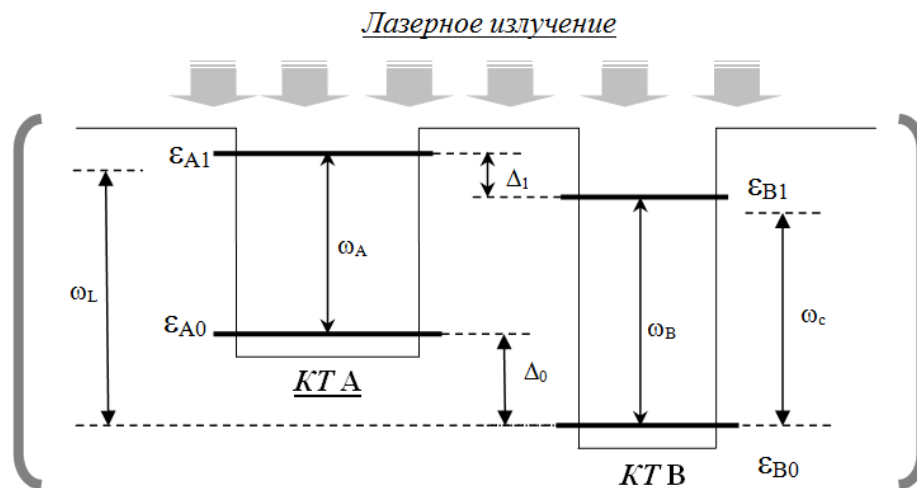 Лазерное излучение
εA1
Δ1
εB1
ωA
ωL
ωB
ωc
εA0
Δ0
КТ А
КТ В
εB0